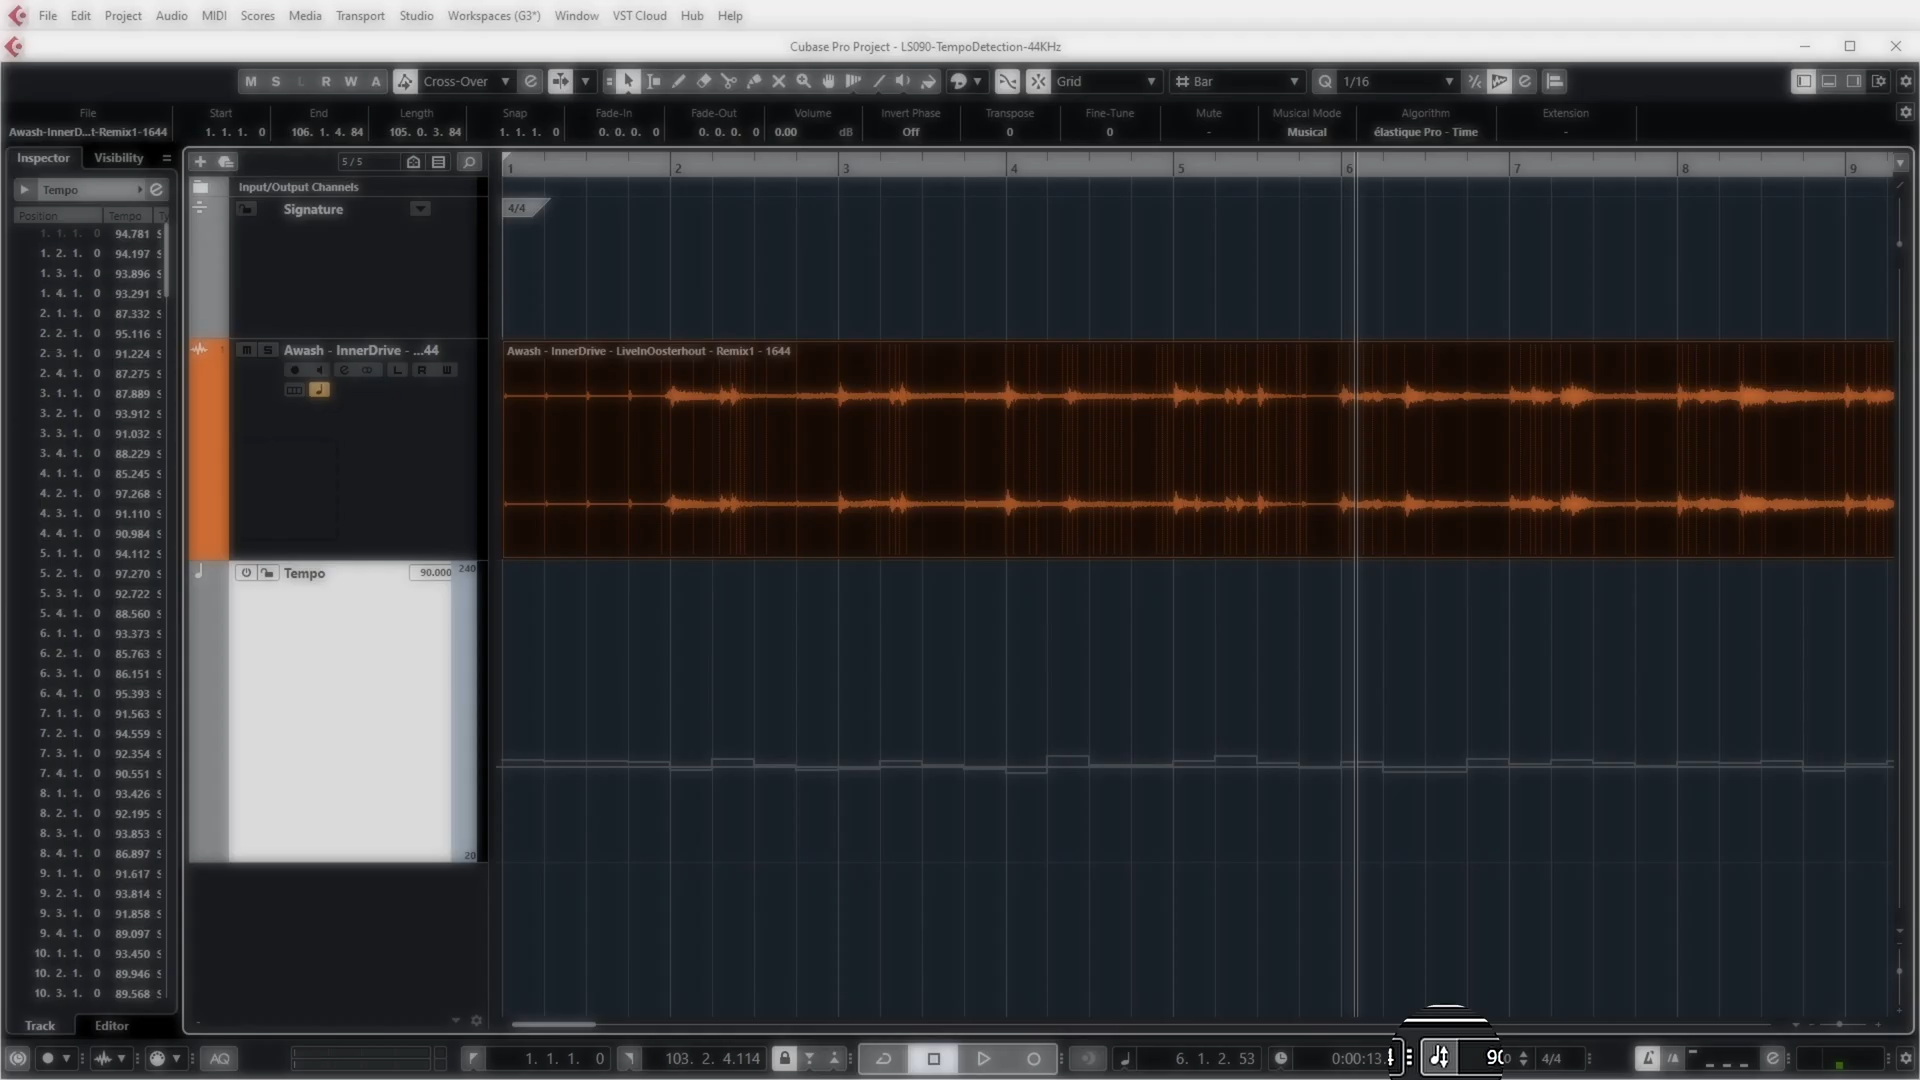 File Edit Project Audio MIDI Scores Media Transport Studio Workspaces (G3*) Window VST Cloud Hub Help
Cubase Pro Project - LS090-TempoDetection-44KHz
M S L R W A Cross-Over Grid Bar Q 1/16
File Start End Length Snap Fade-In Fade-Out Volume Invert Phase Transpose Fine-Tune Mute Musical Mode Algorithm Extension
Awash-InnerD...t-Remix1-1644 1. 1. 1. 0 106. 1. 4. 84 105. 0. 3. 84 1. 1. 1. 0 0. 0. 0. 0 0. 0. 0. 0 0.00 dB Off 0 0 - Musical élastique Pro - Time -
Inspector Visibility
5/5
1 2 3 4 5 6 7 8 9
Tempo
Input/Output Channels
Signature
4/4
Position Tempo Ty
1. 1. 1. 0 94.781 S
1. 2. 1. 0 94.197 S
1. 3. 1. 0 93.896 S
1. 4. 1. 0 93.291 S
2. 1. 1. 0 87.332 S
2. 2. 1. 0 95.116 S
2. 3. 1. 0 91.224 S
2. 4. 1. 0 87.275 S
3. 1. 1. 0 87.889 S
3. 2. 1. 0 93.912 S
3. 3. 1. 0 91.032 S
3. 4. 1. 0 88.229 S
4. 1. 1. 0 85.245 S
4. 2. 1. 0 97.268 S
4. 3. 1. 0 91.110 S
4. 4. 1. 0 90.984 S
5. 1. 1. 0 94.112 S
5. 2. 1. 0 97.270 S
5. 3. 1. 0 92.722 S
5. 4. 1. 0 88.560 S
6. 1. 1. 0 93.373 S
6. 2. 1. 0 85.763 S
6. 3. 1. 0 86.151 S
6. 4. 1. 0 95.393 S
7. 1. 1. 0 91.563 S
7. 2. 1. 0 94.559 S
7. 3. 1. 0 92.354 S
7. 4. 1. 0 90.551 S
8. 1. 1. 0 93.426 S
8. 2. 1. 0 92.195 S
8. 3. 1. 0 93.853 S
8. 4. 1. 0 86.897 S
9. 1. 1. 0 91.617 S
9. 2. 1. 0 93.814 S
9. 3. 1. 0 91.858 S
9. 4. 1. 0 89.097 S
10. 1. 1. 0 93.450 S
10. 2. 1. 0 89.946 S
10. 3. 1. 0 89.568 S
1 m S Awash - InnerDrive - ...44
L R W
Awash - InnerDrive - LiveInOosterhout - Remix1 - 1644
Tempo 90.000 240
20
Track Editor
AQ 1. 1. 1. 0 103. 2. 4.114 6. 1. 2. 53 0:00:13. 90 4/4